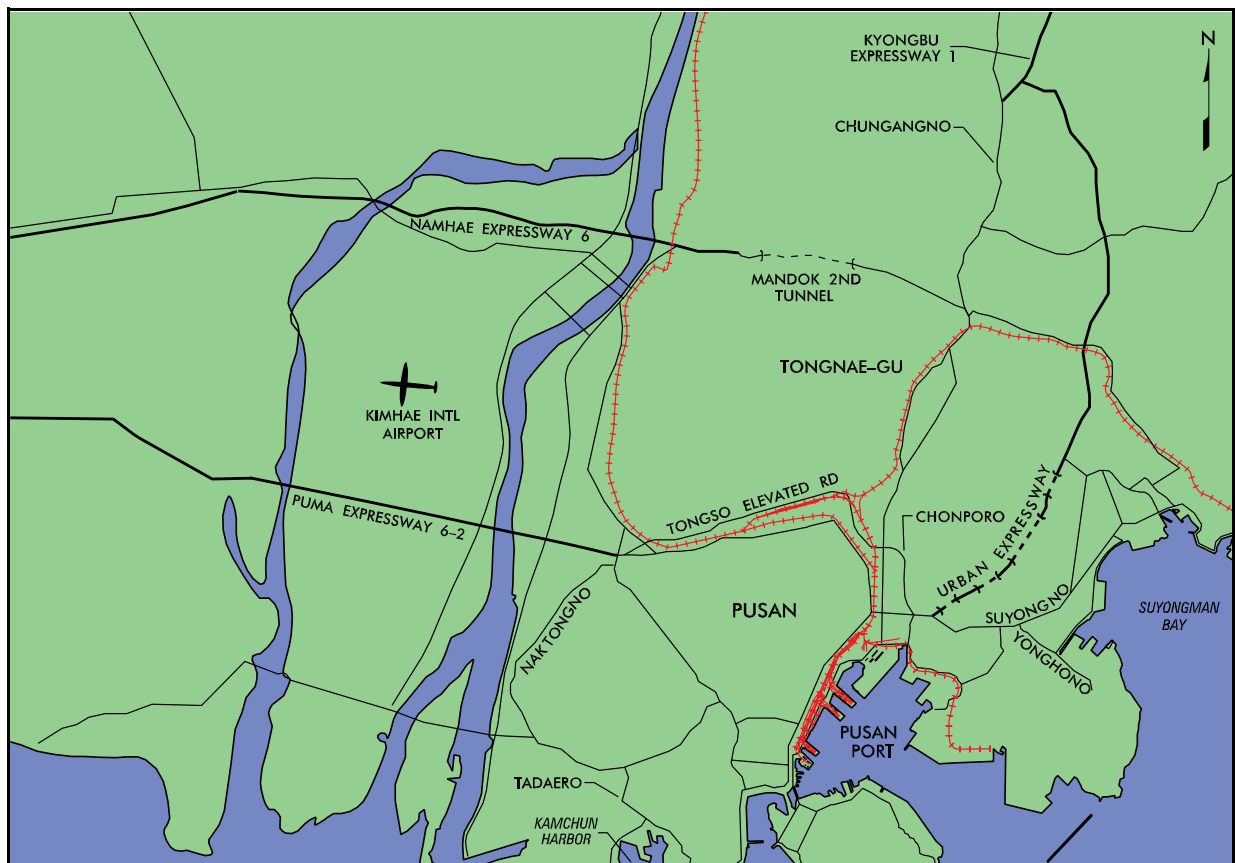 KYONGBU
EXPRESSWAY 1
N
CHUNGANGNO
NAMHAE EXPRESSWAY 6
MANDOK 2ND
TUNNEL
TONGNAE-GU
KIMHAE INTL
AIRPORT
PUMA EXPRESSWAY 6-2
TONGSO ELEVATED RD
CHONPORO
URBAN EXPRESSWAY
NAKTONGNO
PUSAN
SUYONGNO
SUYONGMAN
BAY
YONGHONO
PUSAN
PORT
TADAERO
KAMCHUN
HARBOR